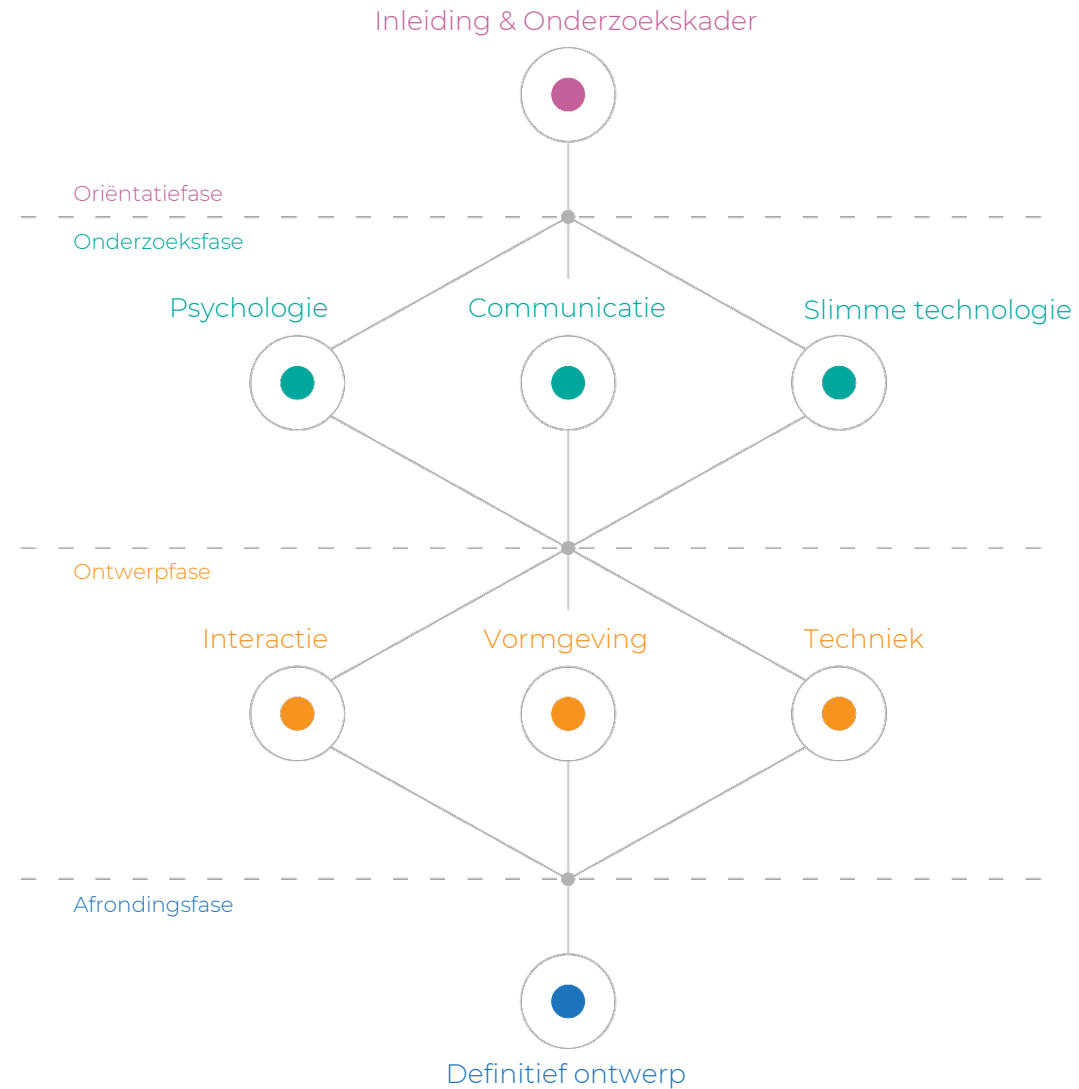 Inleiding & Onderzoekskader
Oriëntatiefase
Onderzoeksfase
Psychologie
Communicatie
Slimme technologie
Ontwerpfase
Interactie
Vormgeving
Techniek
Afrondingsfase
Definitief ontwerp